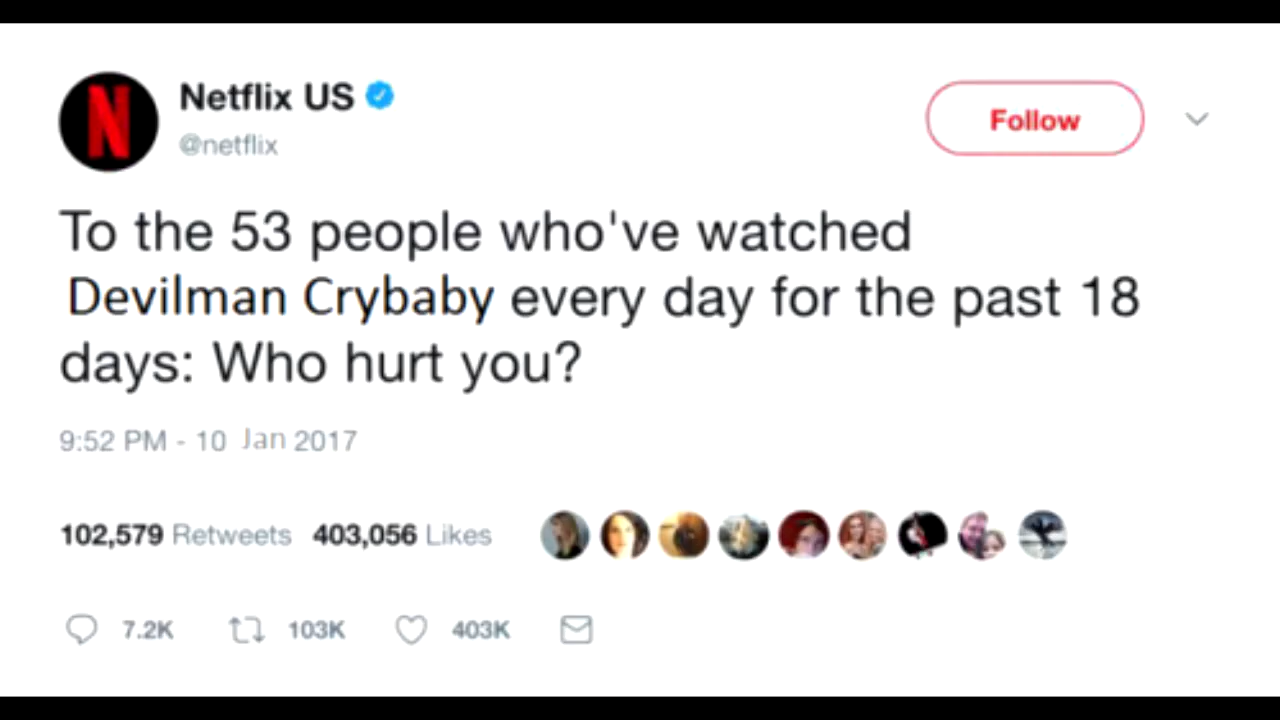 N
Netflix US
@netflix
Follow
To the 53 people who've watched
Devilman Crybaby every day for the past 18
days: Who hurt you?
9:52 PM - 10 Jan 2017
102,579 Retweets 403,056 Likes
7.2K 103K 403K